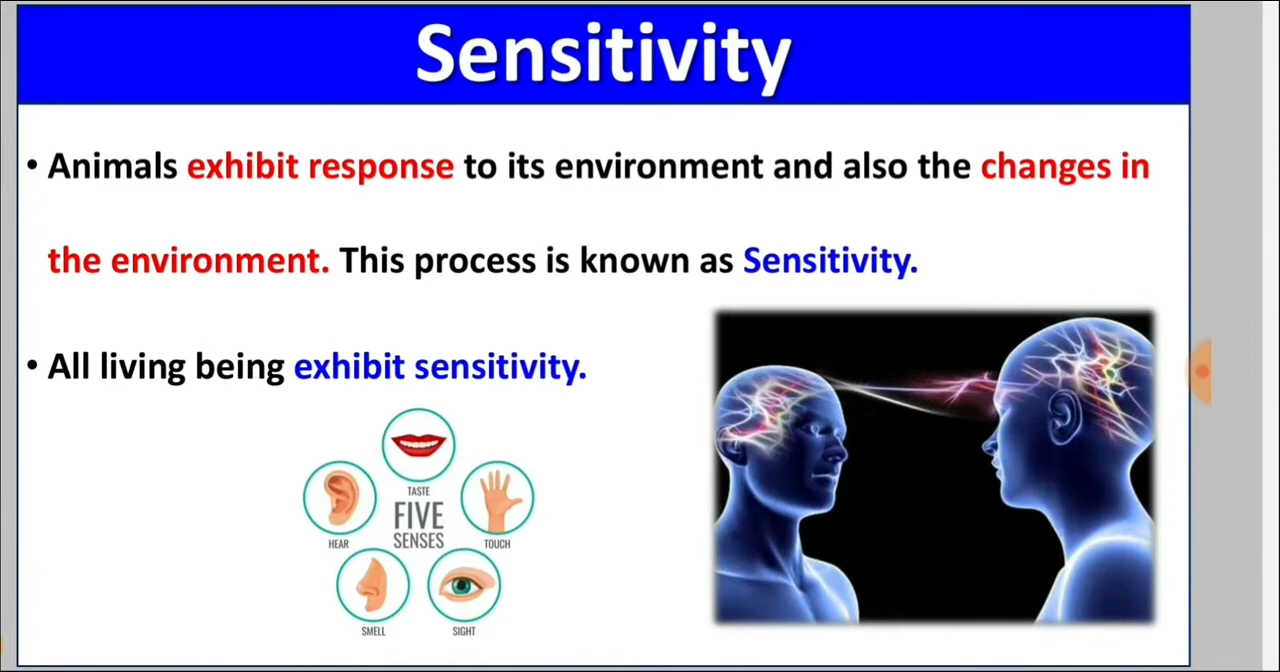 Sensitivity
• Animals exhibit response to its environment and also the changes in
the environment. This process is known as Sensitivity.
• All living being exhibit sensitivity.
TASTE
FIVE
SENSES
HEAR
TOUCH
SMELL
SIGHT